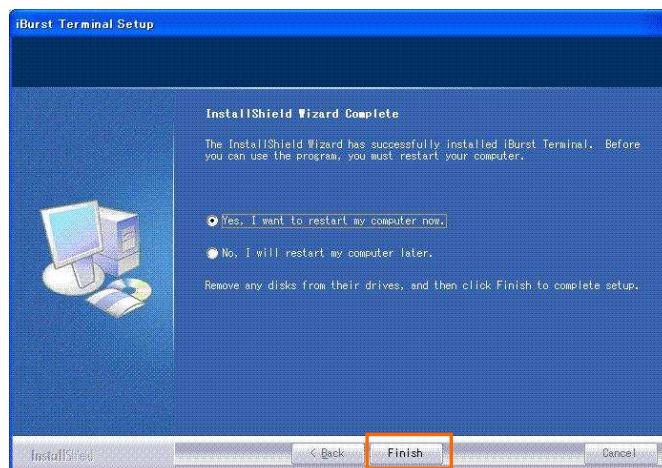 iBurst Terminal Setup
InstallShield Wizard Complete
The InstallShield Wizard has successfully installed iBurst Terminal. Before
you can use the program, you must restart your computer.
Yes, I want to restart my computer now.
No, I will restart my computer later.
Remove any disks from their drives, and then click Finish to complete setup.
InstallShield
< Back
Finish
Cancel